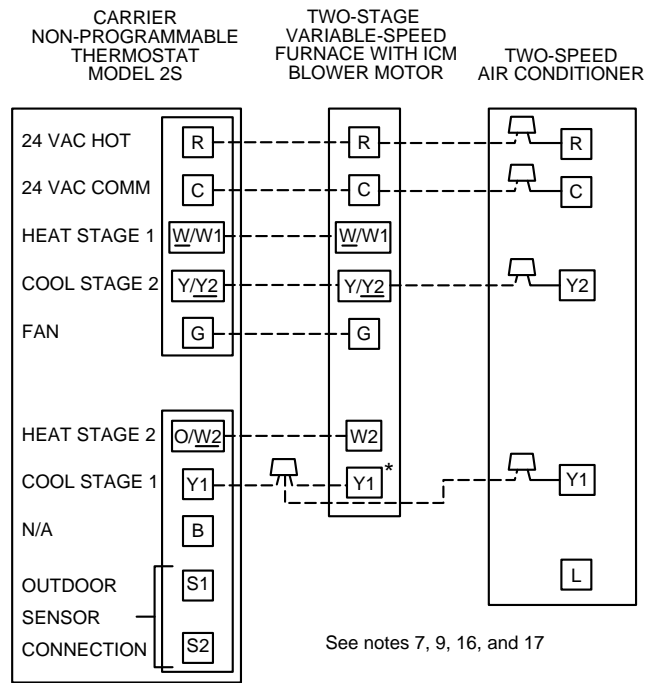 CARRIER
NON-PROGRAMMABLE
THERMOSTAT
MODEL 2S
TWO-STAGE
VARIABLE-SPEED
FURNACE WITH ICM
BLOWER MOTOR
TWO-SPEED
AIR CONDITIONER
24 VAC HOT R R R
24 VAC COMM C C C
HEAT STAGE 1 W/W1 W/W1
COOL STAGE 2 Y/Y2 Y/Y2 Y2
FAN G G
HEAT STAGE 2 O/W2 W2
COOL STAGE 1 Y1 Y1 * Y1
N/A B
L
OUTDOOR S1
SENSOR
CONNECTION S2
See notes 7, 9, 16, and 17